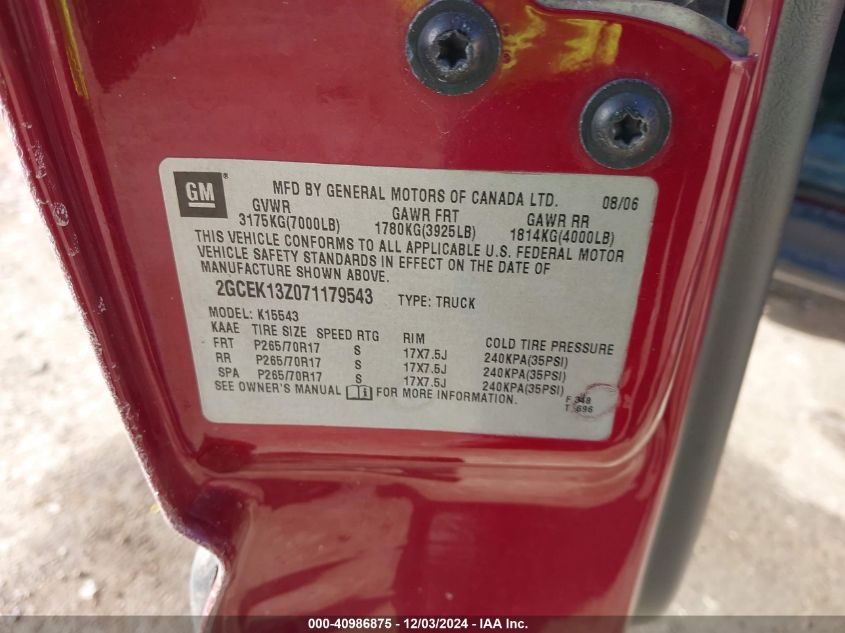 GM ® MFD BY GENERAL MOTORS OF CANADA LTD. 08/06
GVWR GAWR FRT GAWR RR
3175KG(7000LB) 1780KG(3925LB) 1814KG(4000LB)
THIS VEHICLE CONFORMS TO ALL APPLICABLE U.S. FEDERAL MOTOR
VEHICLE SAFETY STANDARDS IN EFFECT ON THE DATE OF
MANUFACTURE SHOWN ABOVE.
2GCEK13Z071179543 TYPE: TRUCK
MODEL: K15543
KAAE TIRE SIZE SPEED RTG RIM COLD TIRE PRESSURE
FRT P265/70R17 S 17X7.5J 240KPA(35PSI)
RR P265/70R17 S 17X7.5J 240KPA(35PSI)
SPA P265/70R17 S 17X7.5J 240KPA(35PSI)
SEE OWNER'S MANUAL FOR MORE INFORMATION.
F 348
T 696
000-40986875 - 12/03/2024 - IAA Inc.